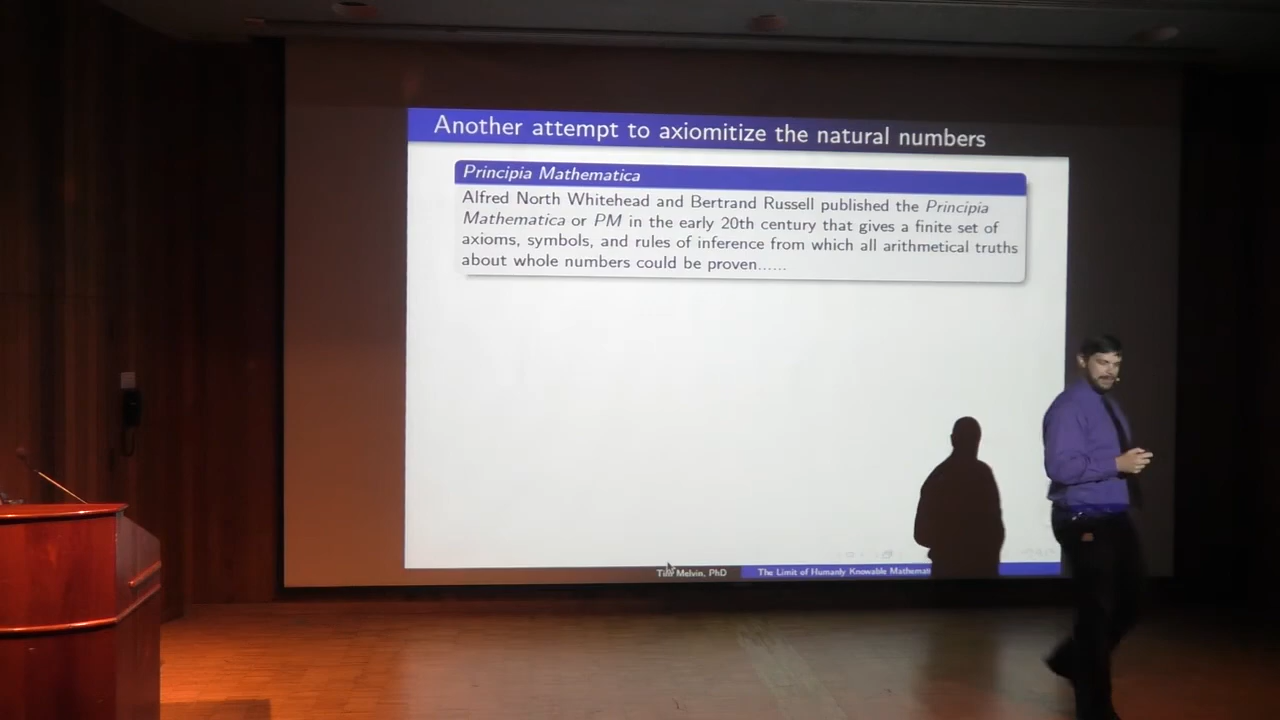 Another attempt to axiomitize the natural numbers
Principia Mathematica
Alfred North Whitehead and Bertrand Russell published the Principia
Mathematica or PM in the early 20th century that gives a finite set of
axioms, symbols, and rules of inference from which all arithmetical truths
about whole numbers could be proven......
Tim Melvin, PhD
The Limit of Humanly Knowable Mathemati